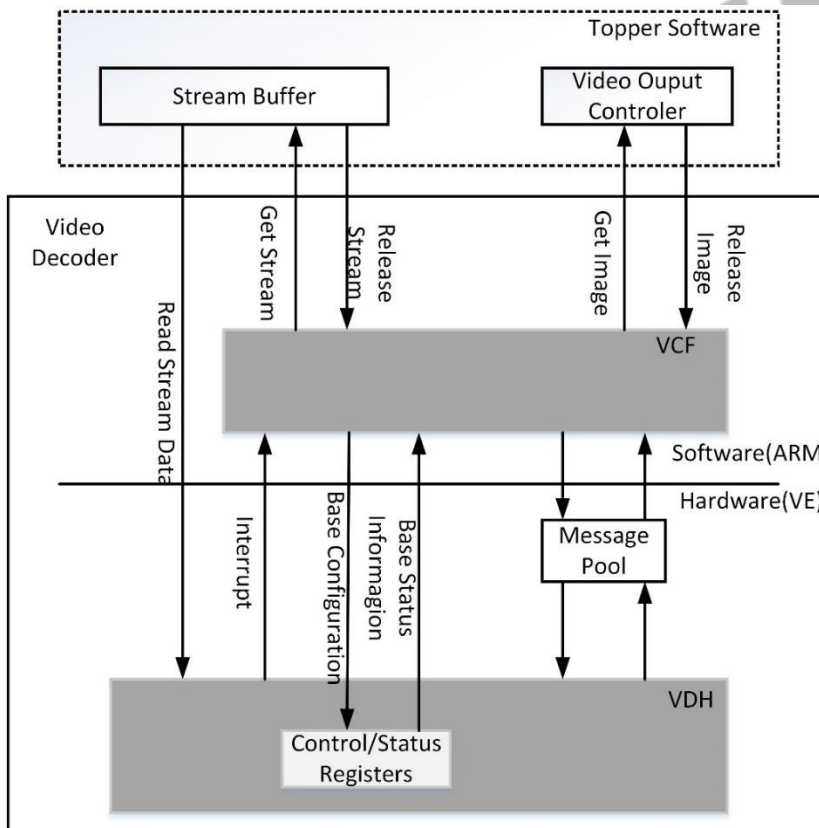 Topper Software
Stream Buffer
Video Ouput
Controler
Video
Decoder
Get Stream
Release
Stream
Get Image
Release
Image
Read Stream Data
VCF
Software(ARM
Hardware(VE)
Interrupt
Base Configuration
Base Status
Informagion
Message
Pool
VDH
Control/Status
Registers